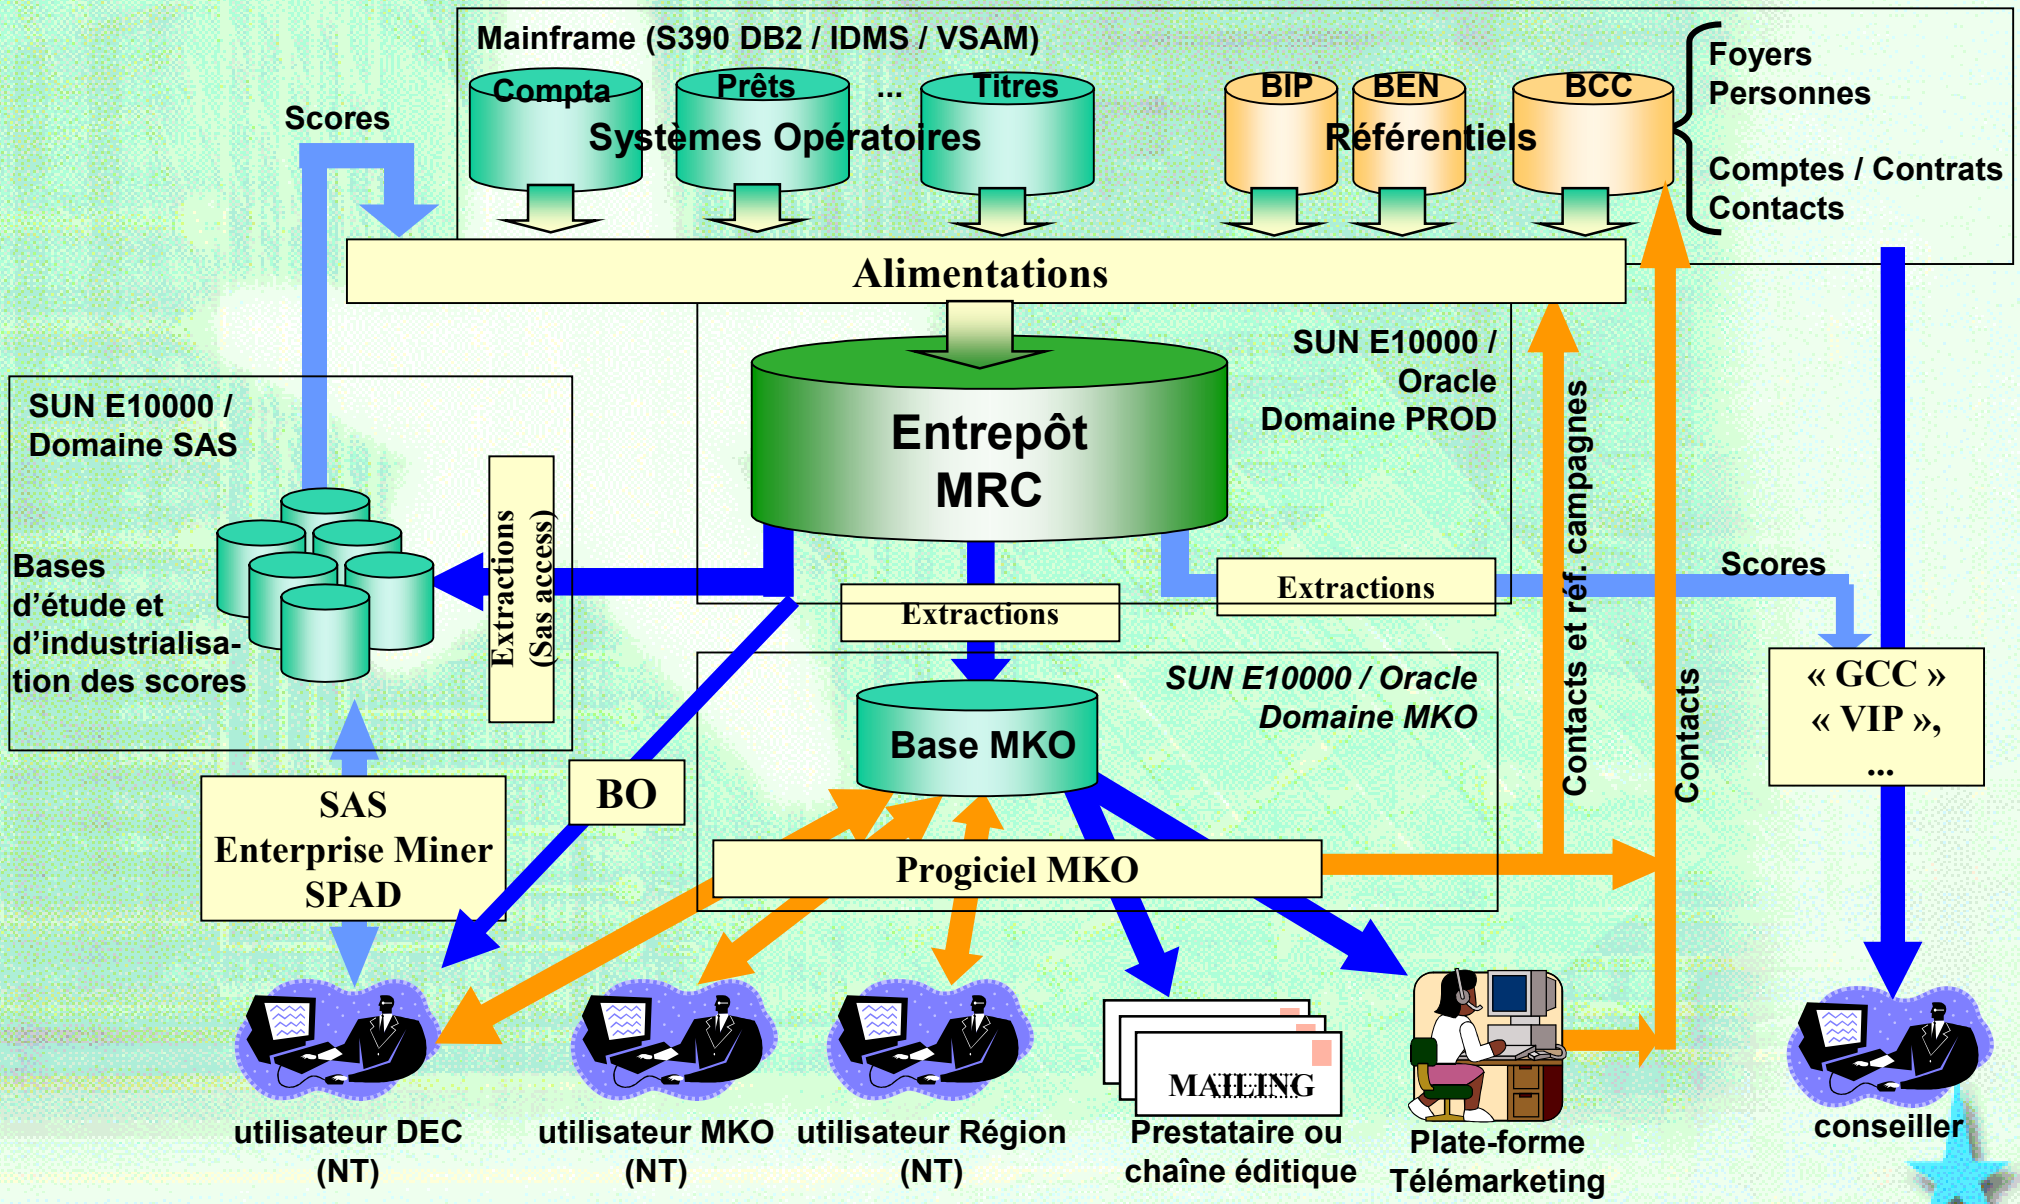 Mainframe (S390 DB2 / IDMS / VSAM)
Compta
Prêts
...
Titres
Systèmes Opératoires
BIP
BEN
BCC
Référentiels
Foyers
Personnes
Comptes / Contrats
Contacts
Scores
Alimentations
SUN E10000 /
Oracle
Domaine PROD
Entrepôt
MRC
SUN E10000 /
Domaine SAS
Bases
d’étude et
d’industrialisa-
tion des scores
Extractions
(Sas access)
Extractions
Extractions
Scores
Contacts et réf. campagnes
Contacts
« GCC »
« VIP »,
...
SUN E10000 / Oracle
Domaine MKO
Base MKO
BO
SAS
Enterprise Miner
SPAD
Progiciel MKO
MAILING
utilisateur DEC
(NT)
utilisateur MKO
(NT)
utilisateur Région
(NT)
Prestataire ou
chaîne éditique
Plate-forme
Télémarketing
conseiller